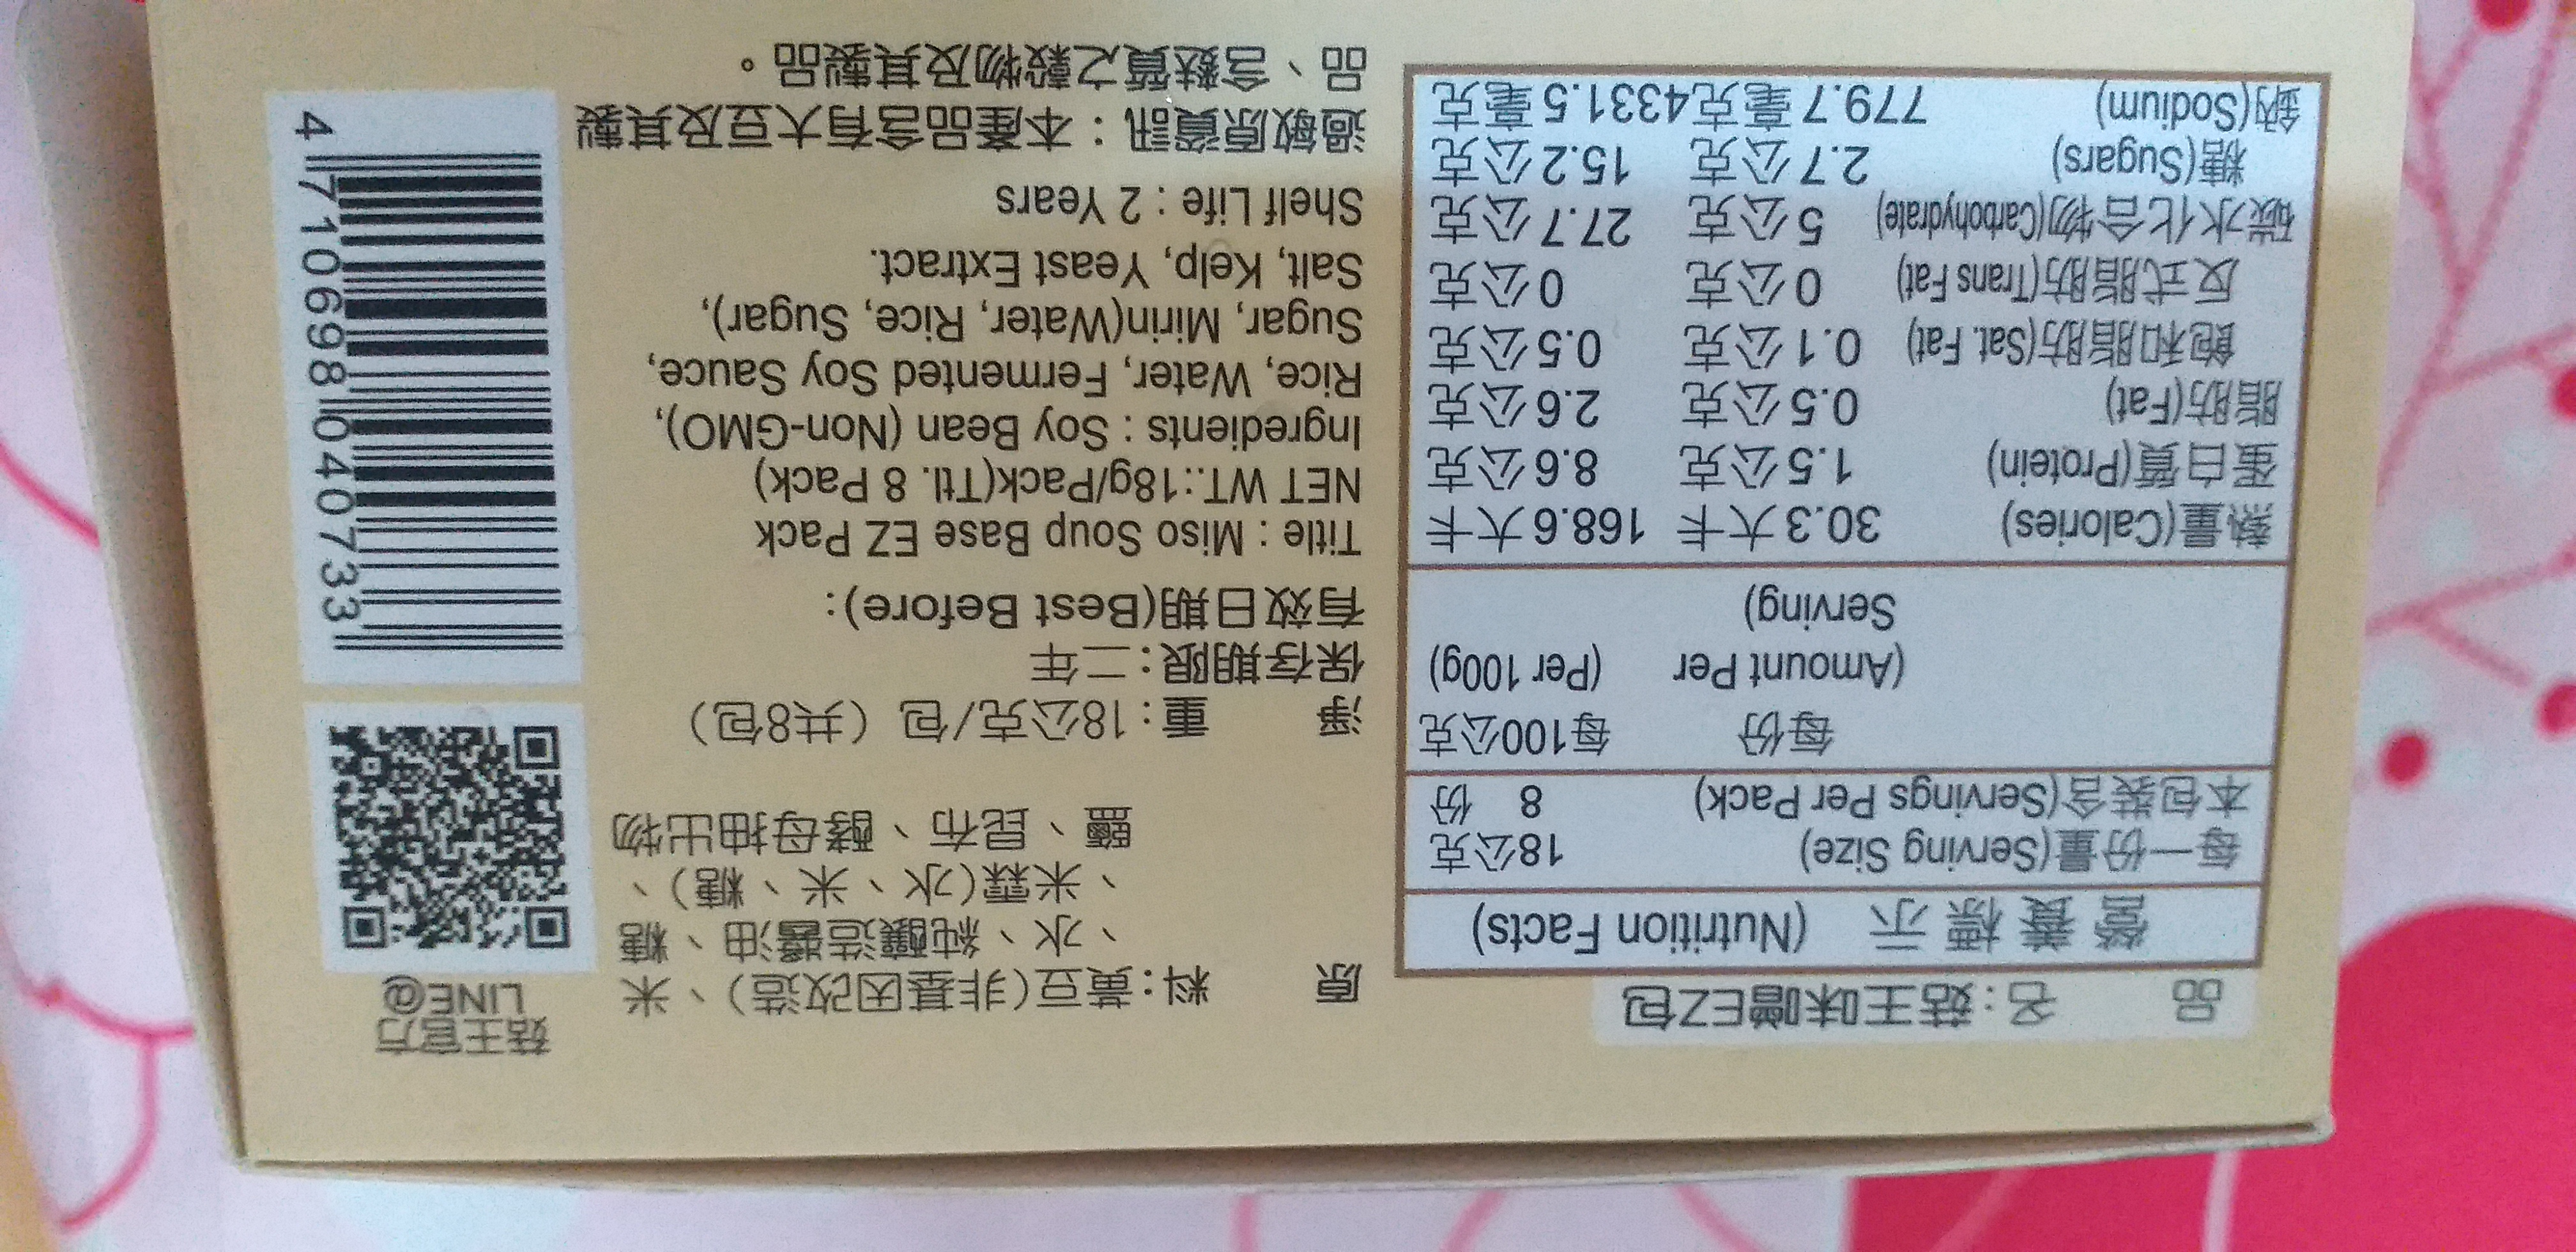 品　　名：菇王味噌EZ包
營養標示　(Nutrition Facts)
每一份量(Serving Size)　18公克
本包裝含(Servings Per Pack)　8　份
每份　每100公克
(Amount Per　(Per 100g)
Serving)
熱量(Calories)　30.3大卡　168.6大卡
蛋白質(Protein)　1.5公克　8.6公克
脂肪(Fat)　0.5公克　2.6公克
飽和脂肪(Sat. Fat)　0.1公克　0.5公克
反式脂肪(Trans Fat)　0公克　0公克
碳水化合物(Carbohydrate)　5公克　27.7公克
糖(Sugars)　2.7公克　15.2公克
鈉(Sodium)　779.7毫克4331.5毫克
原　　料：黃豆(非基因改造)、米
、水、純釀造醬油、糖
、米霖(水、米、糖)、
鹽、昆布、酵母抽出物
淨　　重：18公克/包（共8包）
保存期限：二年
有效日期(Best Before)：
Title : Miso Soup Base EZ Pack
NET WT.:18g/Pack(Ttl. 8 Pack)
Ingredients : Soy Bean (Non-GMO),
Rice, Water, Fermented Soy Sauce,
Sugar, Mirin(Water, Rice, Sugar),
Salt, Kelp, Yeast Extract.
Shelf Life : 2 Years
過敏原資訊：本產品含有大豆及其製
品、含麩質之穀物及其製品。
菇王官方
LINE@
4 710698 040733